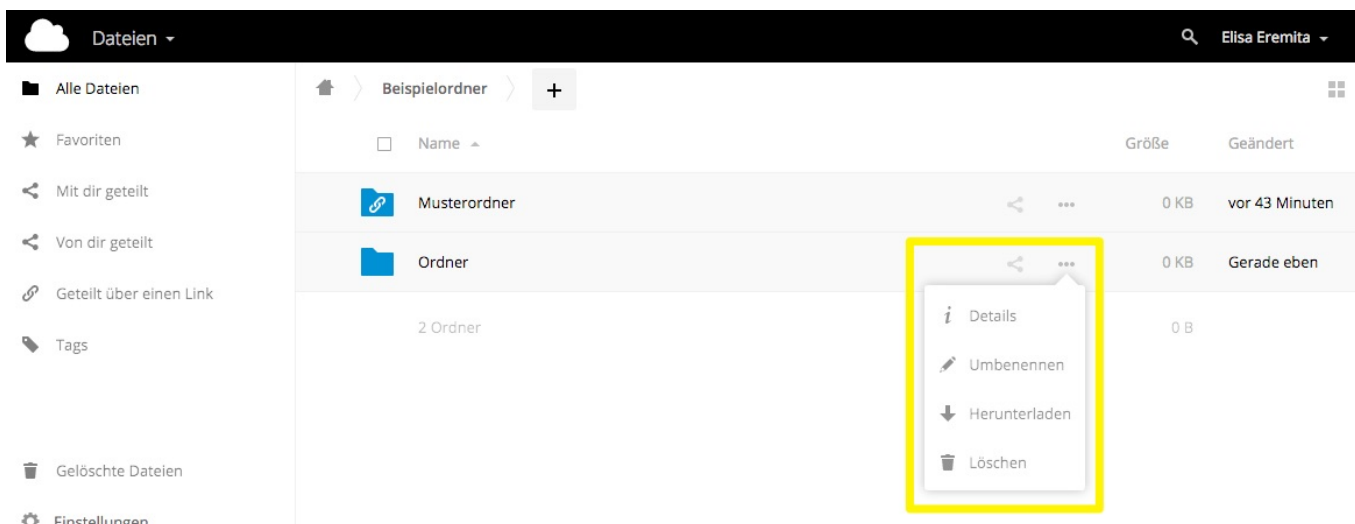 Dateien
Elisa Eremita
Alle Dateien
Favoriten
Mit dir geteilt
Von dir geteilt
Geteilt über einen Link
Tags
Gelöschte Dateien
Einstellungen
Beispielordner
+
Name
Größe
Geändert
Musterordner
0 KB
vor 43 Minuten
Ordner
0 KB
Gerade eben
2 Ordner
0 B
Details
Umbenennen
Herunterladen
Löschen